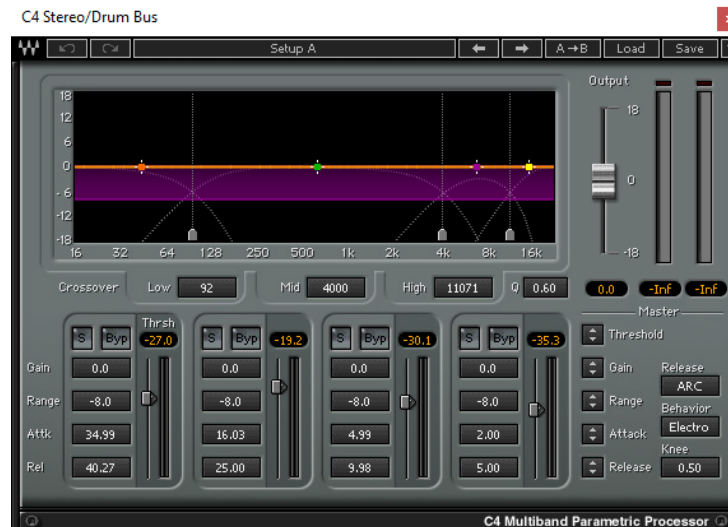 C4 Stereo/Drum Bus
Setup A A→B Load Save
Output
18
12
6
0
-6
-12
-18
16 32 64 128 250 500 1k 2k 4k 8k 16k
18
0
-18
Crossover Low 92 Mid 4000 High 11071 Q 0.60 0.0 -Inf -Inf
Master
Thrsh
S Byp -27.0 S Byp -19.2 S Byp -30.1 S Byp -35.3 Threshold
Gain 0.0 0.0 0.0 0.0 Gain Release
ARC
Range -8.0 -8.0 -8.0 -8.0 Range Behavior
Electro
Attk 34.99 16.03 4.99 2.00 Attack Knee
Rel 40.27 25.00 9.98 5.00 Release 0.50
C4 Multiband Parametric Processor